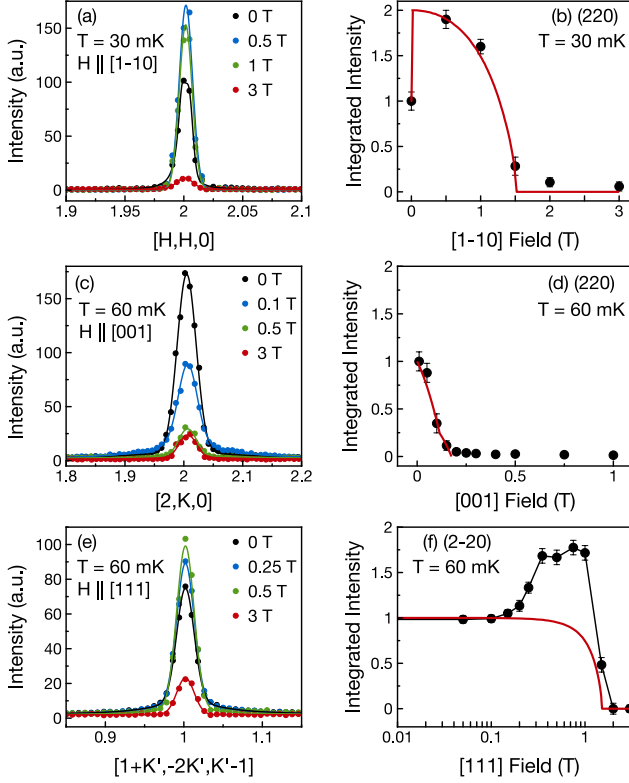 (a)
T = 30 mK
H || [1-10]
0 T
0.5 T
1 T
3 T
Intensity (a.u.)
150
100
50
0
1.9
1.95
2
2.05
2.1
[H,H,0]
(b) (220)
T = 30 mK
Integrated Intensity
2
1.5
1
0.5
0
0
1
2
3
[1-10] Field (T)
(c)
T = 60 mK
H || [001]
0 T
0.1 T
0.5 T
3 T
Intensity (a.u.)
150
100
50
0
1.8
1.9
2
2.1
2.2
[2,K,0]
(d) (220)
T = 60 mK
Integrated Intensity
2
1.5
1
0.5
0
0
0.5
1
[001] Field (T)
(e)
T = 60 mK
H || [111]
0 T
0.25 T
0.5 T
3 T
Intensity (a.u.)
100
80
60
40
20
0
0.9
1
1.1
[1+K',-2K',K'-1]
(f) (2-20)
T = 60 mK
Integrated Intensity
2
1.5
1
0.5
0
0.01
0.1
1
[111] Field (T)